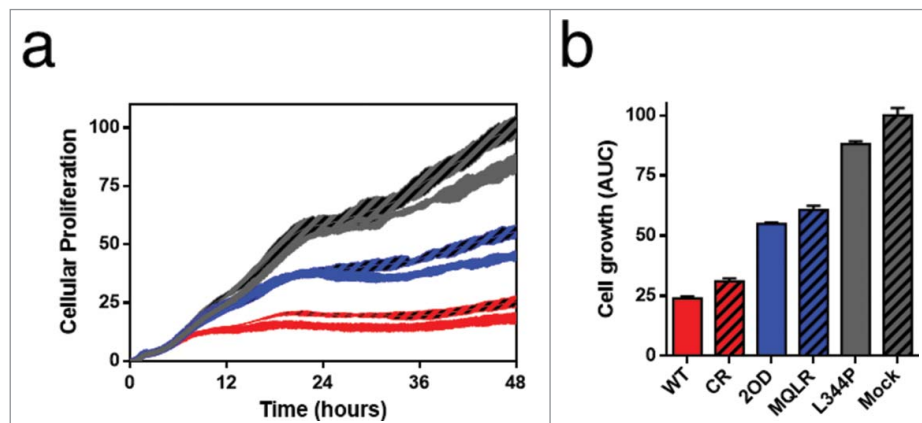 a
Cellular Proliferation
100
75
50
25
0
0 12 24 36 48
Time (hours)
b
Cell growth (AUC)
100
75
50
25
0
WT CR 2OD MQLR L344P Mock